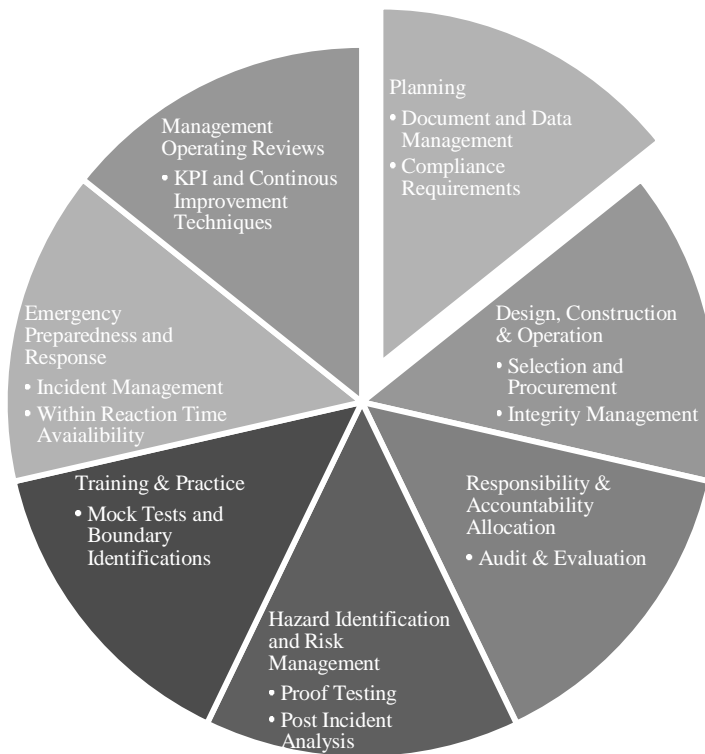 Planning
• Document and Data
Management
• Compliance
Requirements
Design, Construction
& Operation
• Selection and
Procurement
• Integrity Management
Responsibility &
Accountability
Allocation
• Audit & Evaluation
Hazard Identification
and Risk
Management
• Proof Testing
• Post Incident
Analysis
Training & Practice
• Mock Tests and
Boundary
Identifications
Emergency
Preparedness and
Response
• Incident Management
• Within Reaction Time
Avaialibility
Management
Operating Reviews
• KPI and Continous
Improvement
Techniques